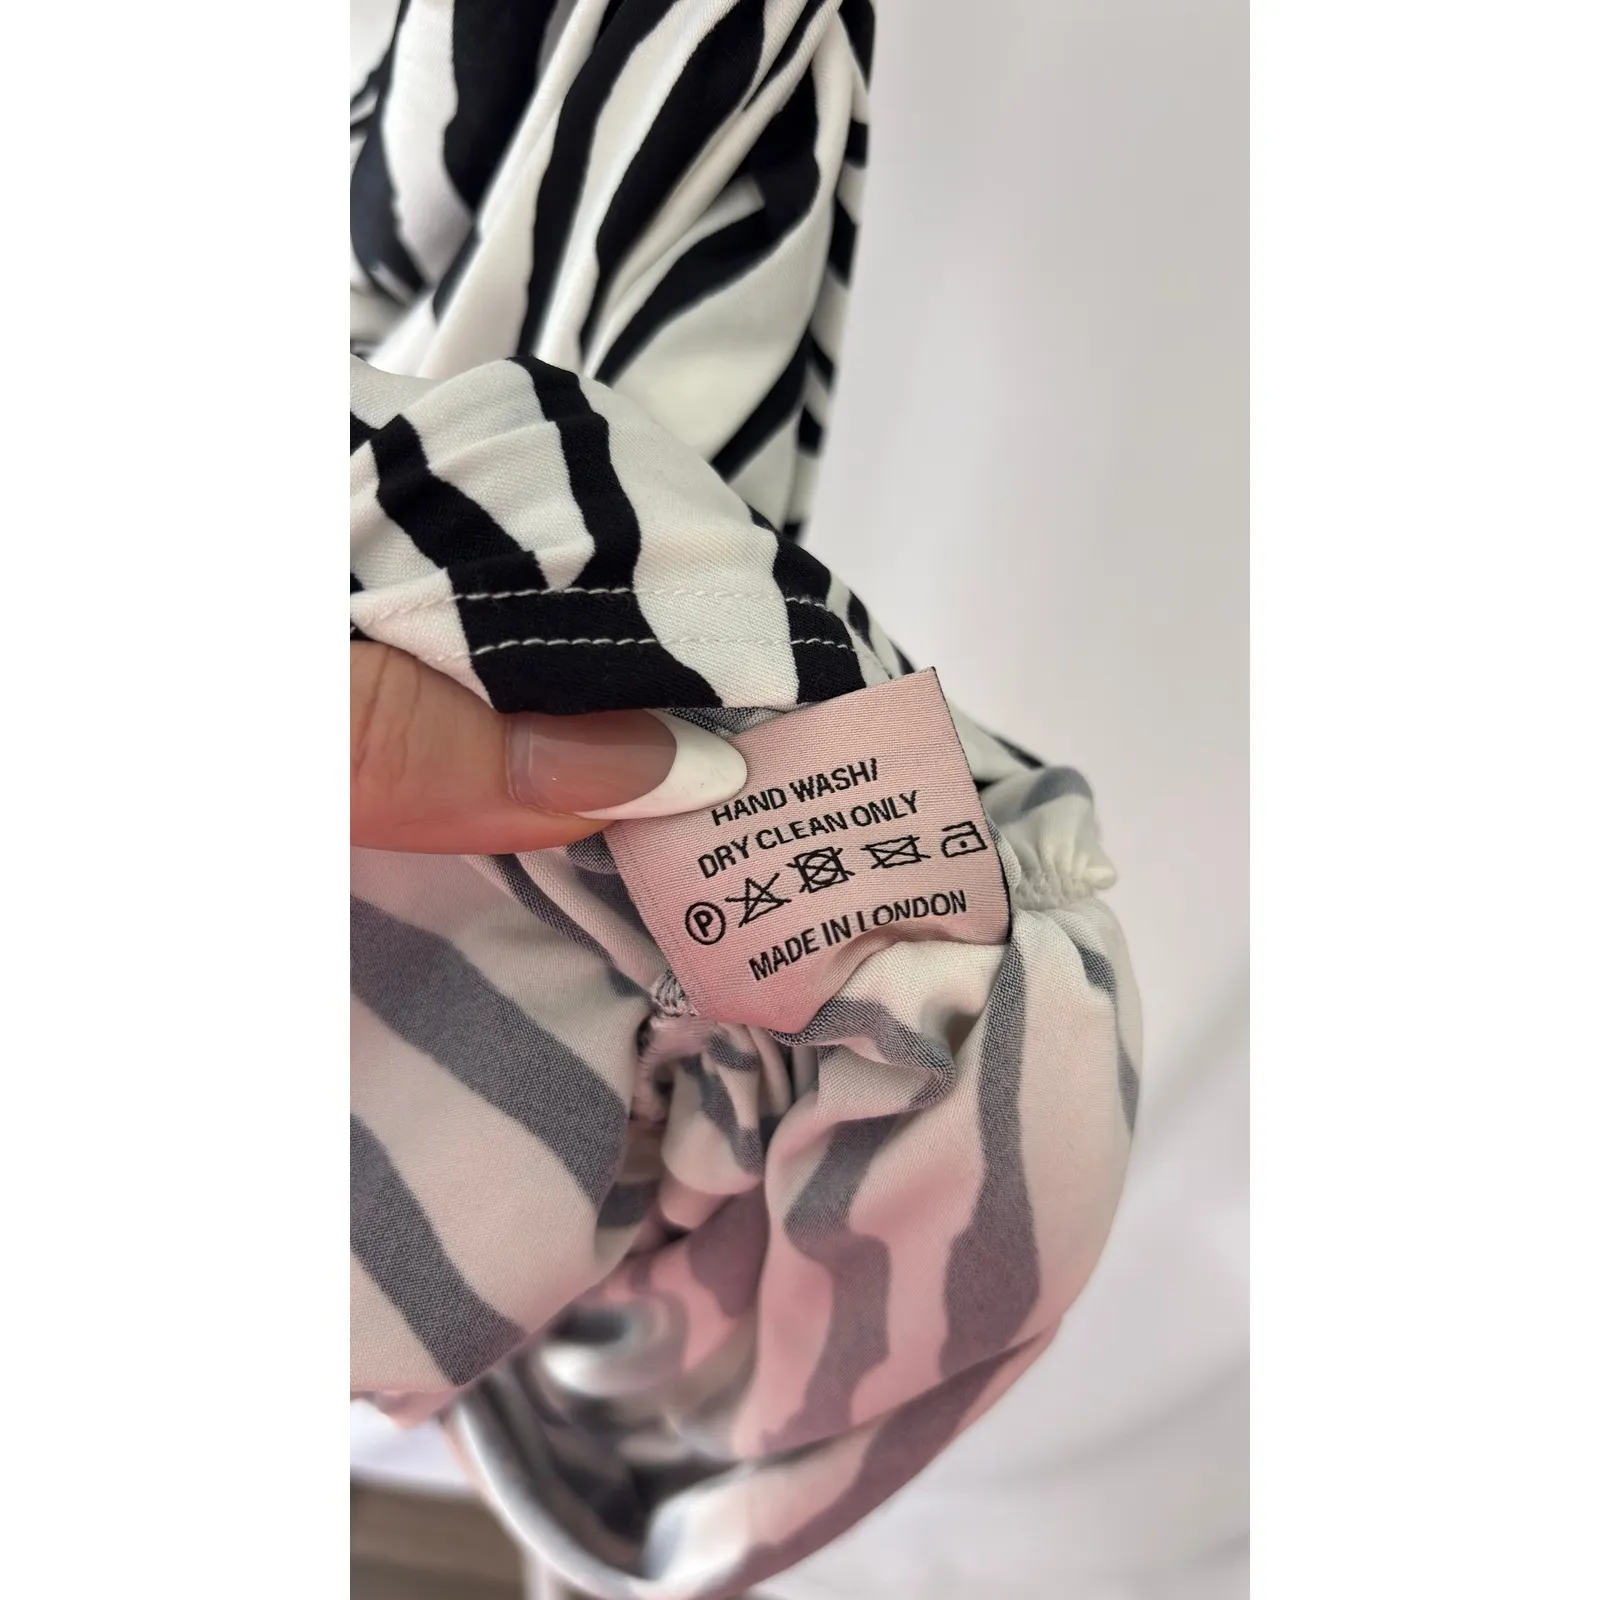 HAND WASH/
DRY CLEAN ONLY
P
MADE IN LONDON